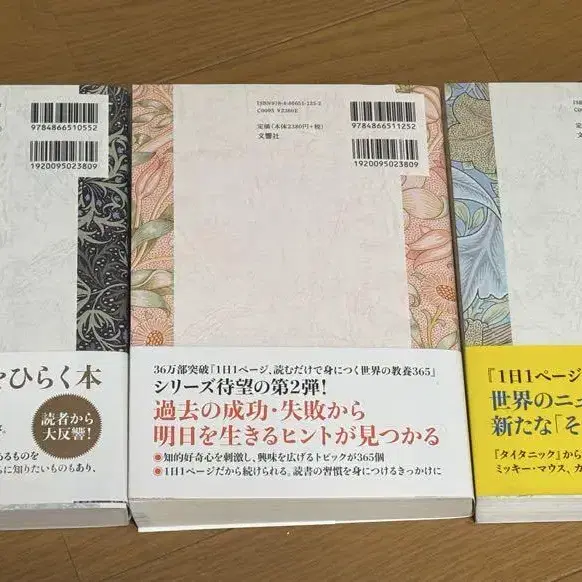 9784866510552
1920095023809
をひらく本
読者から
大反響!
あるものを
らに知りたいものもあり、
ISBN978-4-86651-125-2
C0095 ¥2380E
定価(本体2380円+税)
文響社
9784866511252
1920095023809
36万部突破『1日1ページ、読むだけで身につく世界の教養365』
シリーズ待望の第2弾!
過去の成功・失敗から
明日を生きるヒントが見つかる
●知的好奇心を刺激し、興味を広げるトピックが365個
●1日1ページだから続けられる。読書の習慣を身につけるきっかけに
『1日1ページ
世界のニュ
新たな「そ
『タイタニック』から
ミッキー・マウス、カ